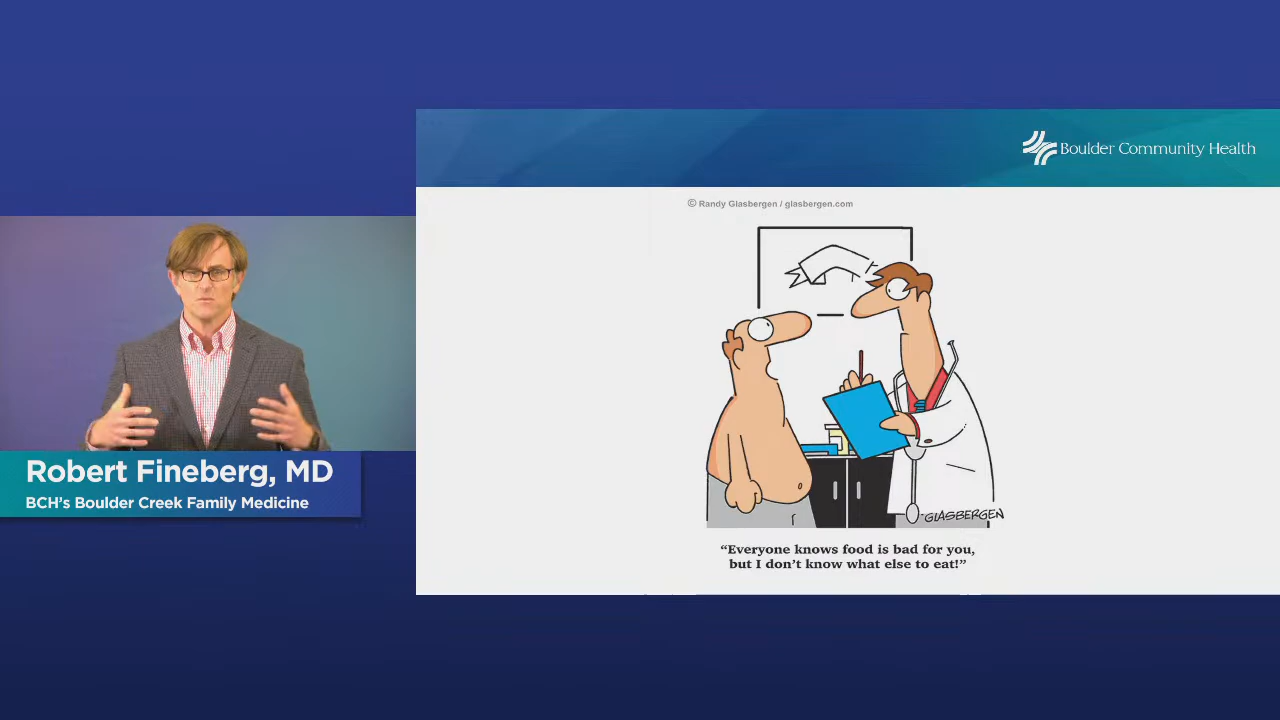 Boulder Community Health
© Randy Glasbergen / glasbergen.com
GLASBERGEN
“Everyone knows food is bad for you,
but I don’t know what else to eat!”
Robert Fineberg, MD
BCH’s Boulder Creek Family Medicine